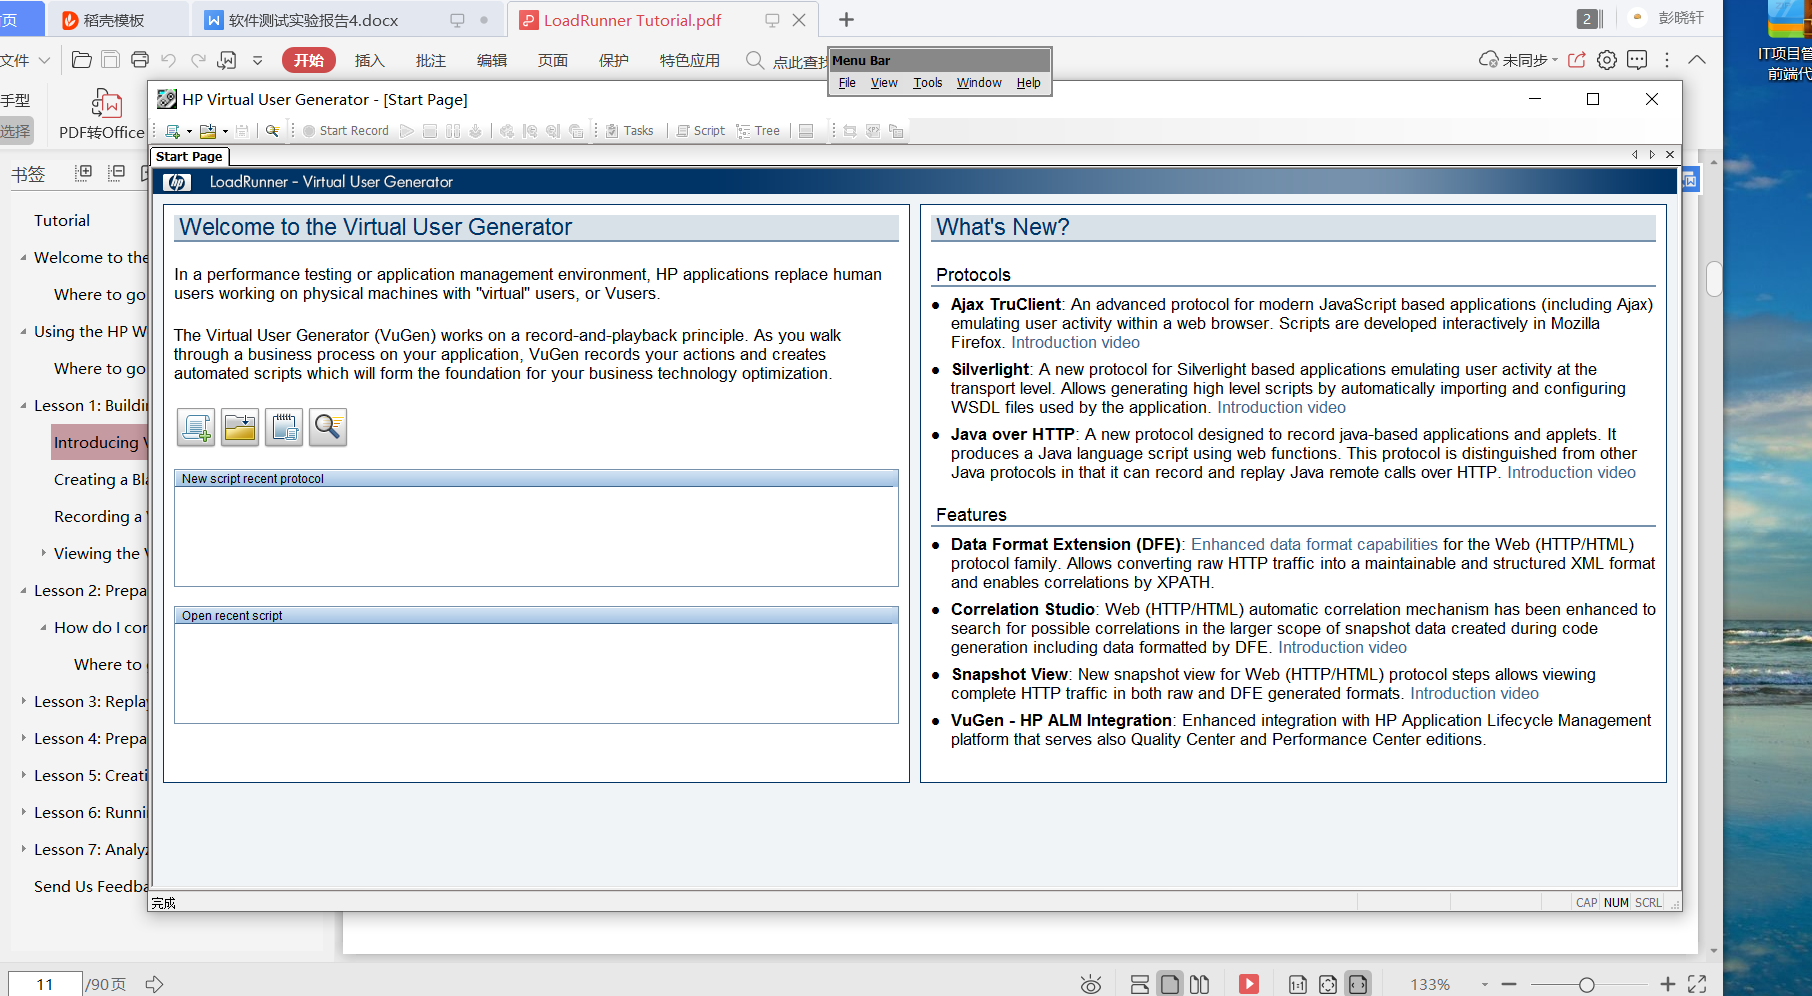 页
稻壳模板
软件测试实验报告4.docx
LoadRunner Tutorial.pdf
2
彭晓轩
文件
开始
插入
批注
编辑
页面
保护
特色应用
点此查找
未同步
Menu Bar
File View Tools Window Help
IT项目管
前端代
手型
选择
PDF转Office
HP Virtual User Generator - [Start Page]
Start Record
Tasks
Script
Tree
Start Page
hp
LoadRunner - Virtual User Generator
书签
Tutorial
Welcome to the
Where to go
Using the HP W
Where to go
Lesson 1: Buildi
Introducing V
Creating a Bla
Recording a
Viewing the V
Lesson 2: Prepa
How do I cor
Where to
Lesson 3: Repla
Lesson 4: Prepa
Lesson 5: Creati
Lesson 6: Runni
Lesson 7: Analyz
Send Us Feedba
Welcome to the Virtual User Generator
In a performance testing or application management environment, HP applications replace human
users working on physical machines with "virtual" users, or Vusers.
The Virtual User Generator (VuGen) works on a record-and-playback principle. As you walk
through a business process on your application, VuGen records your actions and creates
automated scripts which will form the foundation for your business technology optimization.
New script recent protocol
Open recent script
What's New?
Protocols
Ajax TruClient: An advanced protocol for modern JavaScript based applications (including Ajax)
emulating user activity within a web browser. Scripts are developed interactively in Mozilla
Firefox. Introduction video
Silverlight: A new protocol for Silverlight based applications emulating user activity at the
transport level. Allows generating high level scripts by automatically importing and configuring
WSDL files used by the application. Introduction video
Java over HTTP: A new protocol designed to record java-based applications and applets. It
produces a Java language script using web functions. This protocol is distinguished from other
Java protocols in that it can record and replay Java remote calls over HTTP. Introduction video
Features
Data Format Extension (DFE): Enhanced data format capabilities for the Web (HTTP/HTML)
protocol family. Allows converting raw HTTP traffic into a maintainable and structured XML format
and enables correlations by XPATH.
Correlation Studio: Web (HTTP/HTML) automatic correlation mechanism has been enhanced to
search for possible correlations in the larger scope of snapshot data created during code
generation including data formatted by DFE. Introduction video
Snapshot View: New snapshot view for Web (HTTP/HTML) protocol steps allows viewing
complete HTTP traffic in both raw and DFE generated formats. Introduction video
VuGen - HP ALM Integration: Enhanced integration with HP Application Lifecycle Management
platform that serves also Quality Center and Performance Center editions.
完成
CAP NUM SCRL
11 /90页
133%